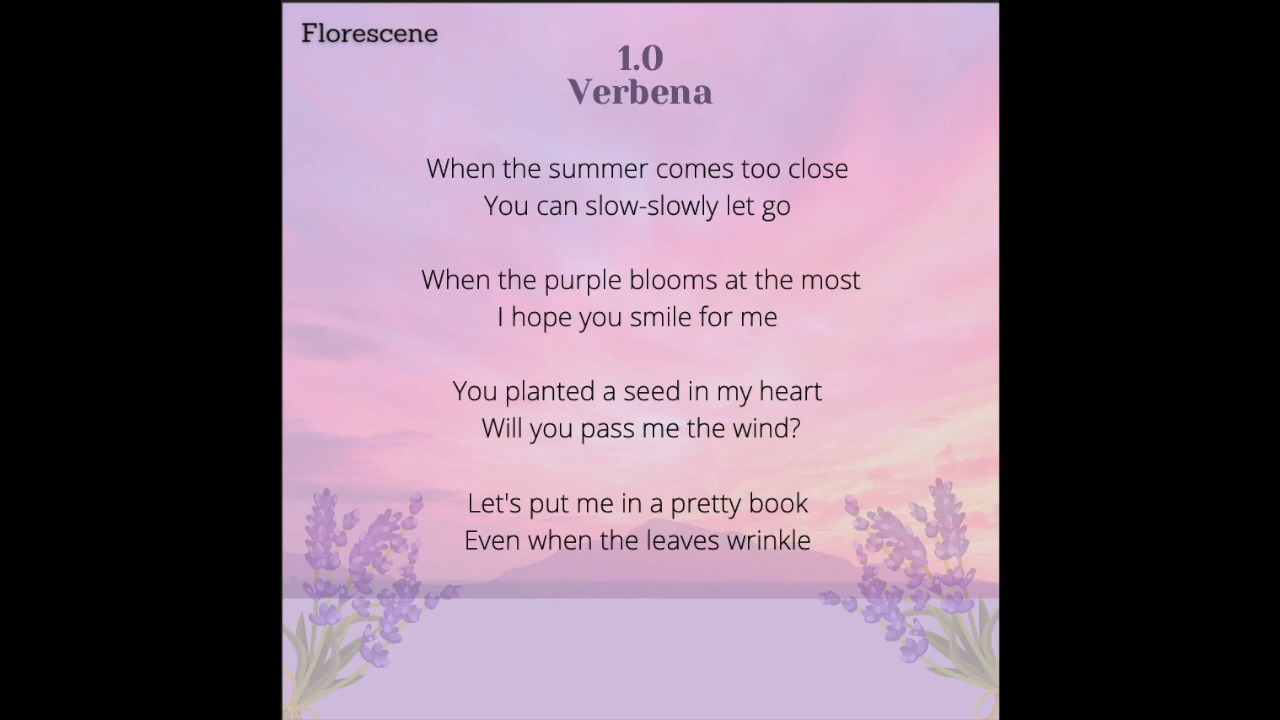 Florescene
1.0
Verbena
When the summer comes too close
You can slow-slowly let go
When the purple blooms at the most
I hope you smile for me
You planted a seed in my heart
Will you pass me the wind?
Let's put me in a pretty book
Even when the leaves wrinkle